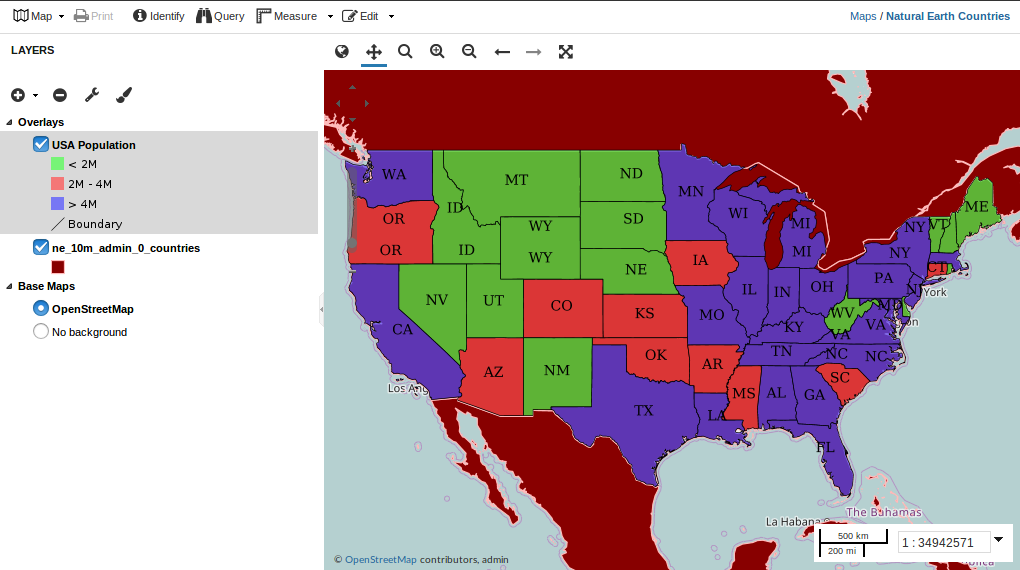 Map Print Identify Query Measure Edit Maps / Natural Earth Countries
LAYERS
Overlays
USA Population
< 2M
2M - 4M
> 4M
Boundary
ne_10m_admin_0_countries
Base Maps
OpenStreetMap
No background
WA MT ND MN ME
OR ID WY SD WI MI NY VT
OR ID WY NE IA MI NY CT
NV UT CO KS IL IN OH PA NJ
York
CA MO KY WV VA MD
on
VA
AZ NM OK AR TN NC NC
Los Ang
TX LA MS AL GA SC
FL
The Bahamas
La Habana
500 km
200 mi
1 : 34942571
© OpenStreetMap contributors, admin